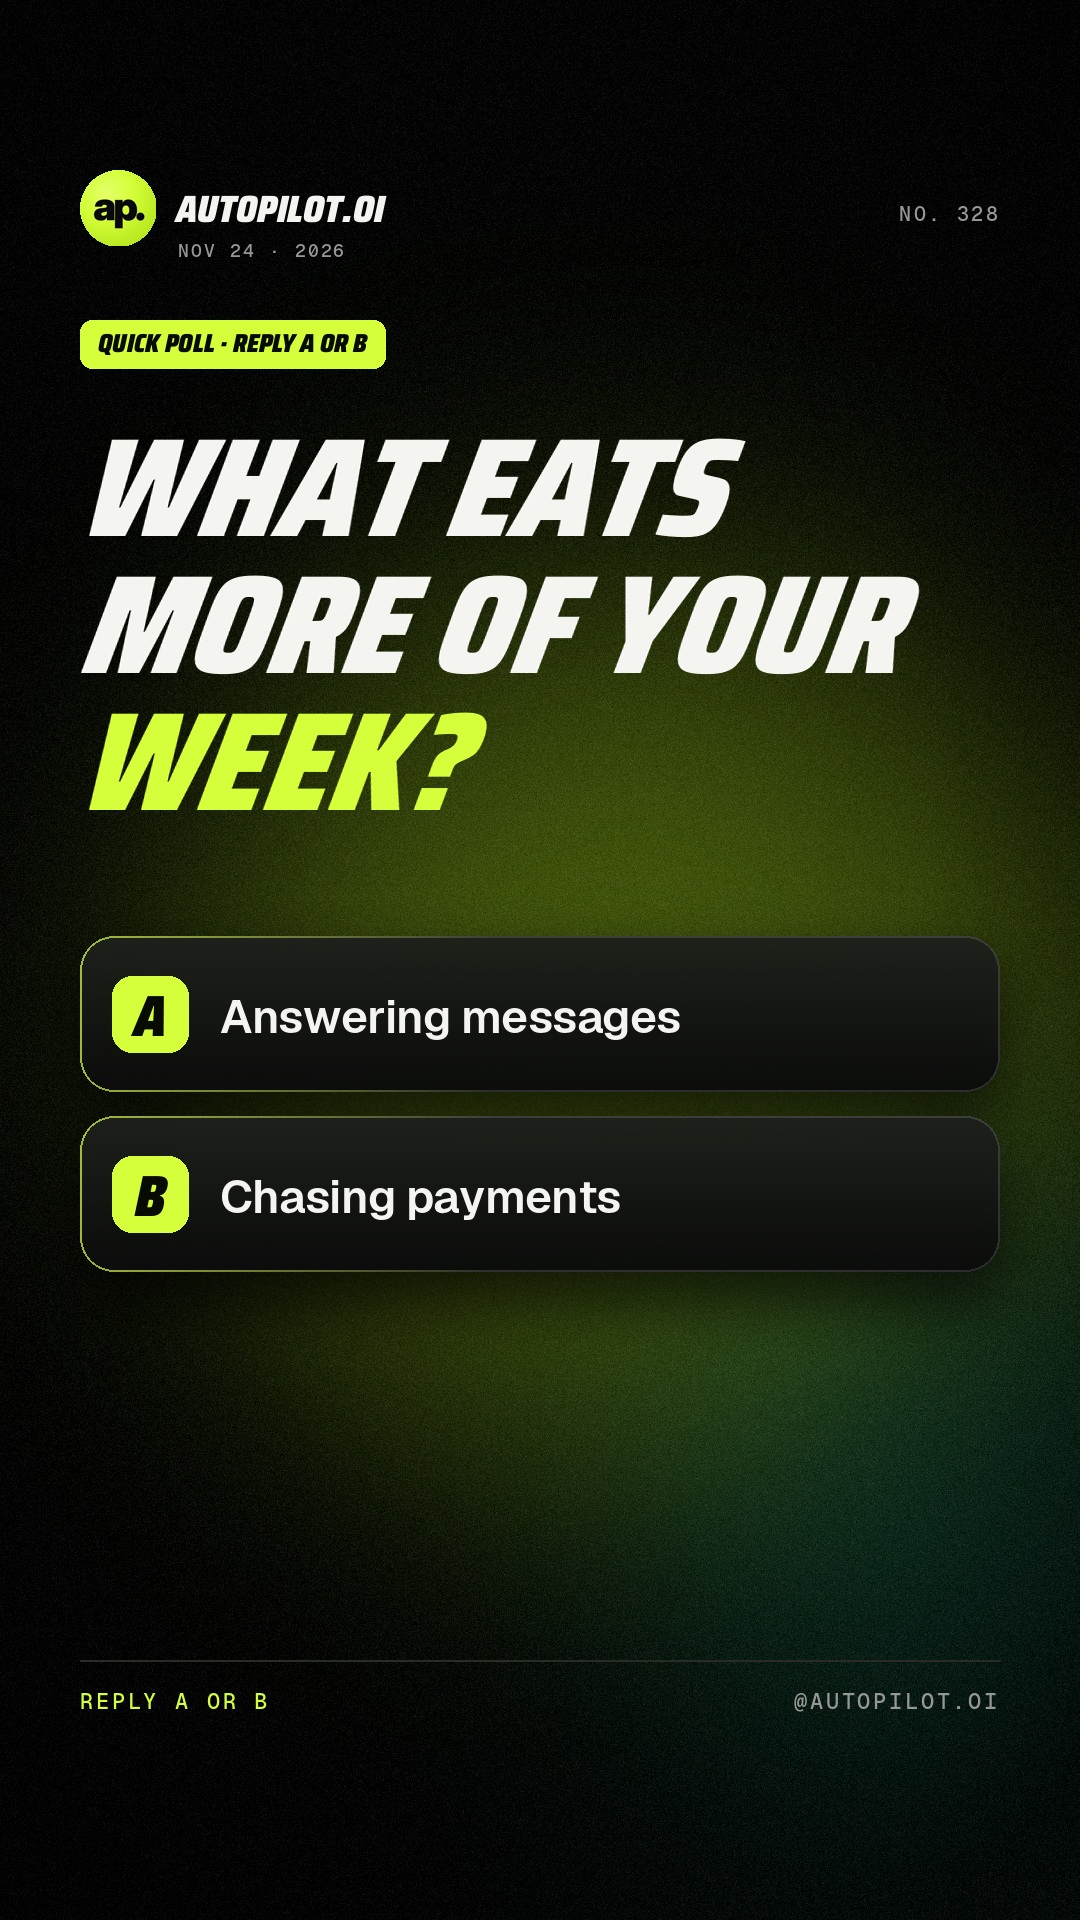 ap.
AUTOPILOT.OI
NOV 24 · 2026
NO. 328
QUICK POLL · REPLY A OR B
WHAT EATS
MORE OF YOUR
WEEK?
A Answering messages
B Chasing payments
REPLY A OR B
@AUTOPILOT.OI